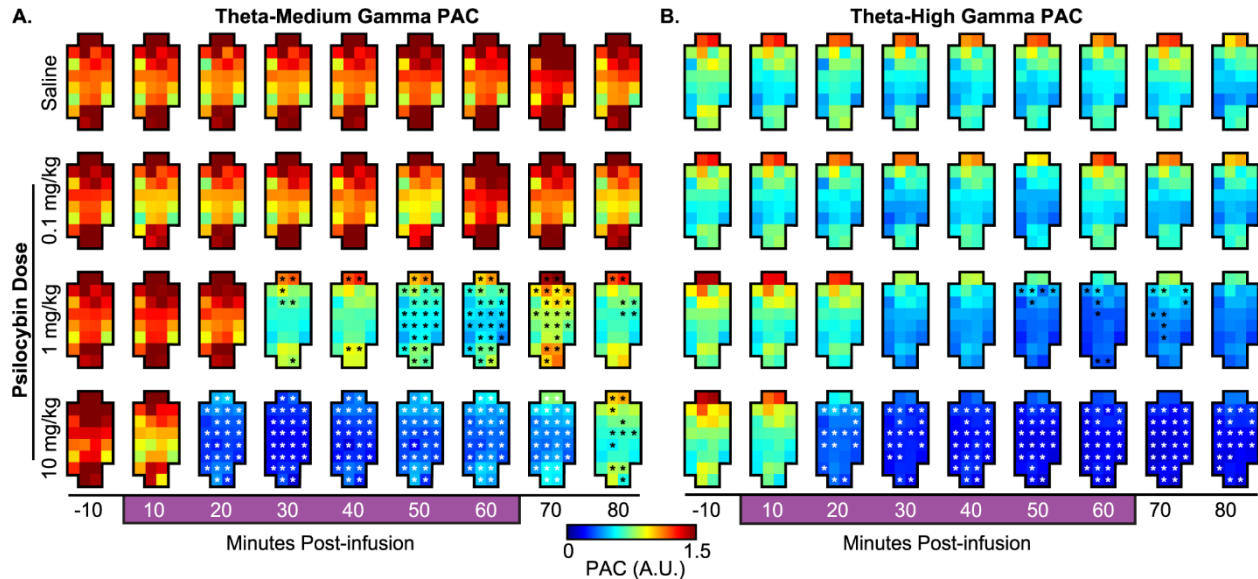 A.
Theta-Medium Gamma PAC
B.
Theta-High Gamma PAC
Saline
Psilocybin Dose
0.1 mg/kg
1 mg/kg
10 mg/kg
-10 10 20 30 40 50 60 70 80
-10 10 20 30 40 50 60 70 80
Minutes Post-infusion
Minutes Post-infusion
0 1.5
PAC (A.U.)